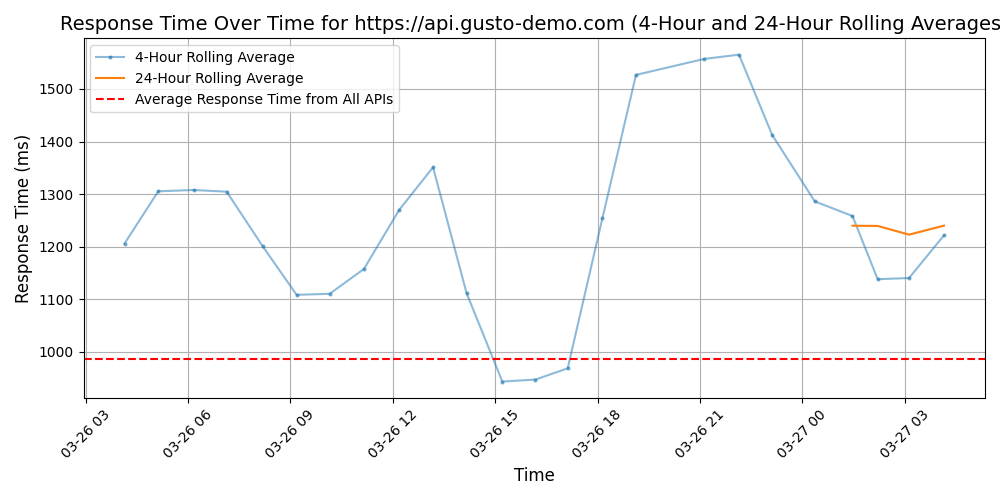 Response Time Over Time for https://api.gusto-demo.com (4-Hour and 24-Hour Rolling Averages
4-Hour Rolling Average
24-Hour Rolling Average
Average Response Time from All APIs
Response Time (ms)
1500
1400
1300
1200
1100
1000
03-26 03
03-26 06
03-26 09
03-26 12
03-26 15
03-26 18
03-26 21
03-27 00
03-27 03
Time